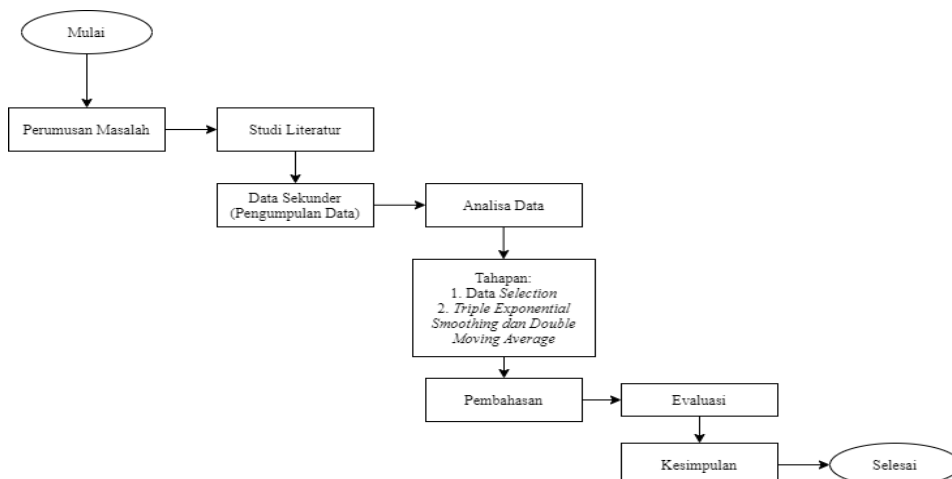 Mulai
Perumusan Masalah
Studi Literatur
Data Sekunder
(Pengumpulan Data)
Analisa Data
Tahapan:
1. Data Selection
2. Triple Exponential
Smoothing dan Double
Moving Average
Pembahasan
Evaluasi
Kesimpulan
Selesai